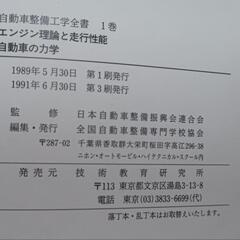 自動車整備工学全書 1巻
エンジン理論と走行性能
自動車の力学
1989年5月30日 第1刷発行
1991年6月30日 第3刷発行
監修 日本自動車整備振興会連合会
編集・発行 全国自動車整備専門学校協会
〒287-02 千葉県香取郡大栄町桜田字高崎296-38
ニホン・オートモービル・ハイテクニカル・スクール内
発売元 技術教育研究所
〒113 東京都文京区湯島3-13-8
電話 東京(03)3833-6699(代)
落丁本・乱丁本はお取替えいたします。